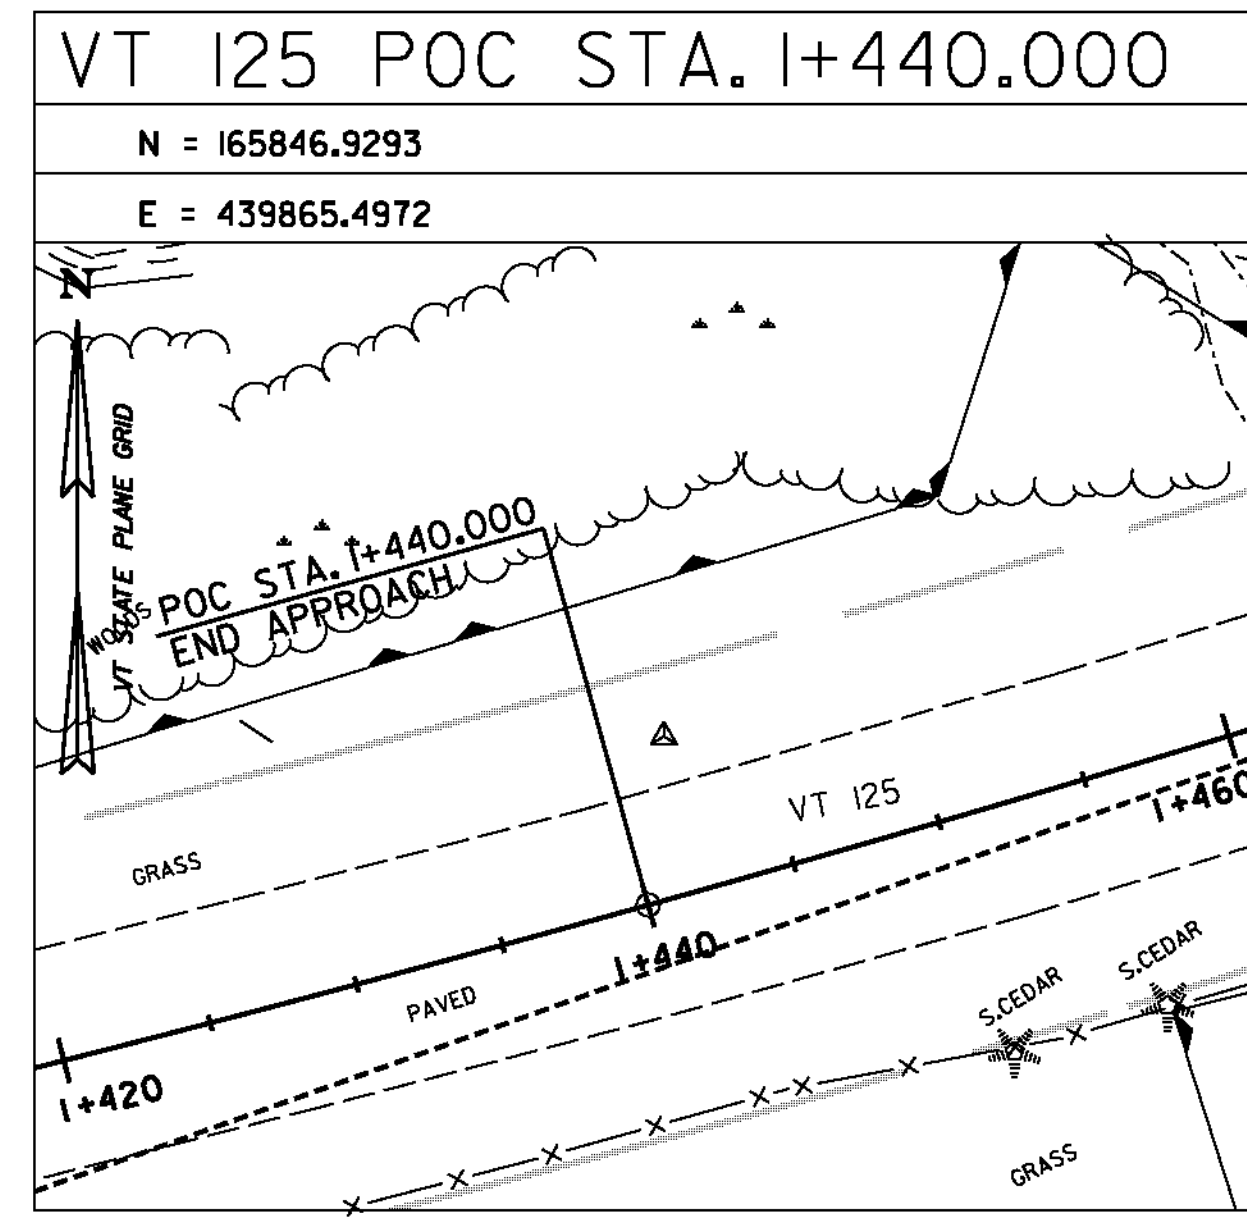 VT 125 POC STA. 1+440.000
N = 165846.9293
E = 439865.4972
N
VT STATE PLANE GRID
WOODS
POC STA. 1+440.000
END APPROACH
VT 125
1+460
GRASS
1+440
S.CEDAR
S.CEDAR
PAVED
1+420
GRASS